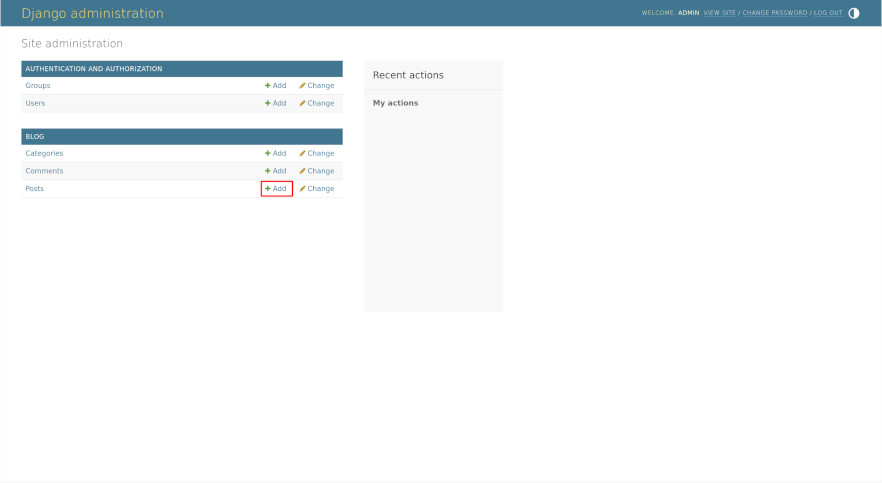 Django administration
WELCOME, ADMIN. VIEW SITE / CHANGE PASSWORD / LOG OUT
Site administration
AUTHENTICATION AND AUTHORIZATION
Groups Add Change
Users Add Change
BLOG
Categories Add Change
Comments Add Change
Posts Add Change
Recent actions
My actions